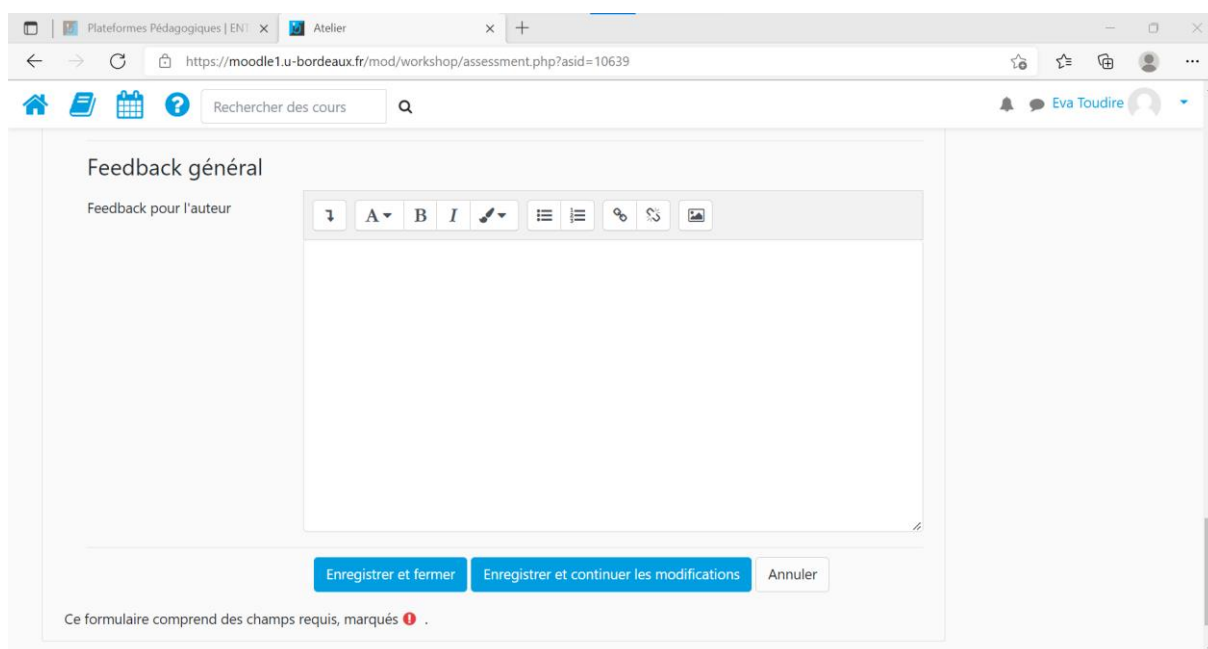 Plateformes Pédagogiques | ENT
Atelier
https://moodle1.u-bordeaux.fr/mod/workshop/assessment.php?asid=10639
Rechercher des cours
Eva Toudire
Feedback général
Feedback pour l'auteur
A B I
Enregistrer et fermer Enregistrer et continuer les modifications Annuler
Ce formulaire comprend des champs requis, marqués .